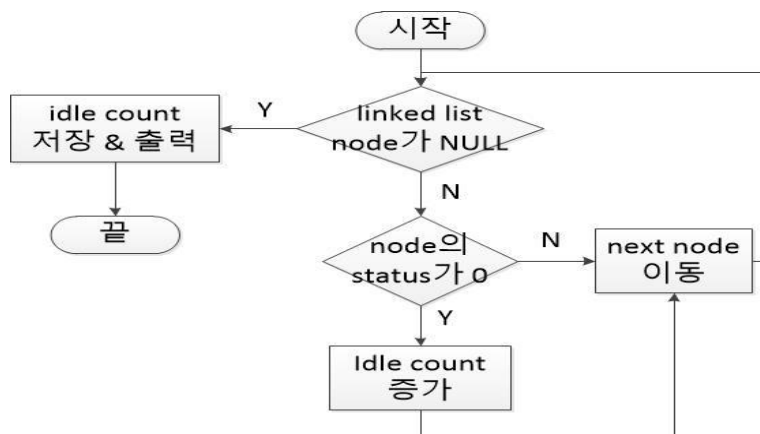 시작
linked list
node가 NULL
Y
idle count
저장 & 출력
끝
N
node의
status가 0
N
next node
이동
Y
Idle count
증가